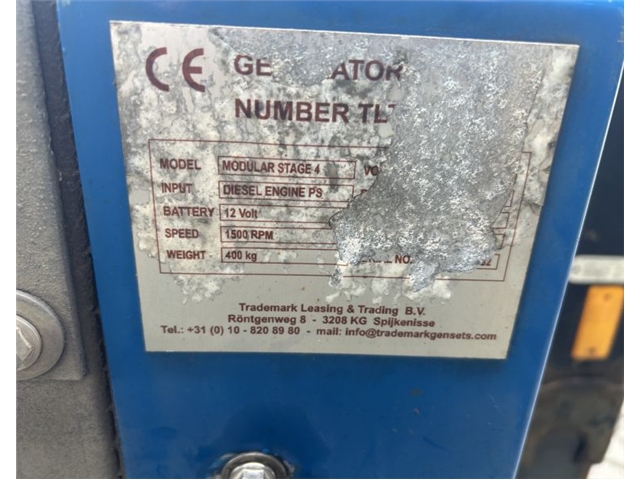 CE
NUMBER
MODEL MODULAR STAGE 4
INPUT DIESEL ENGINE PS
BATTERY 12 Volt
SPEED 1500 RPM
WEIGHT 400 kg NO.
Trademark Leasing & Trading B.V.
Röntgenweg 8 - 3208 KG Spijkenisse
Tel.: +31 (0) 10 - 820 89 80 - mail: info@trademarkgensets.com